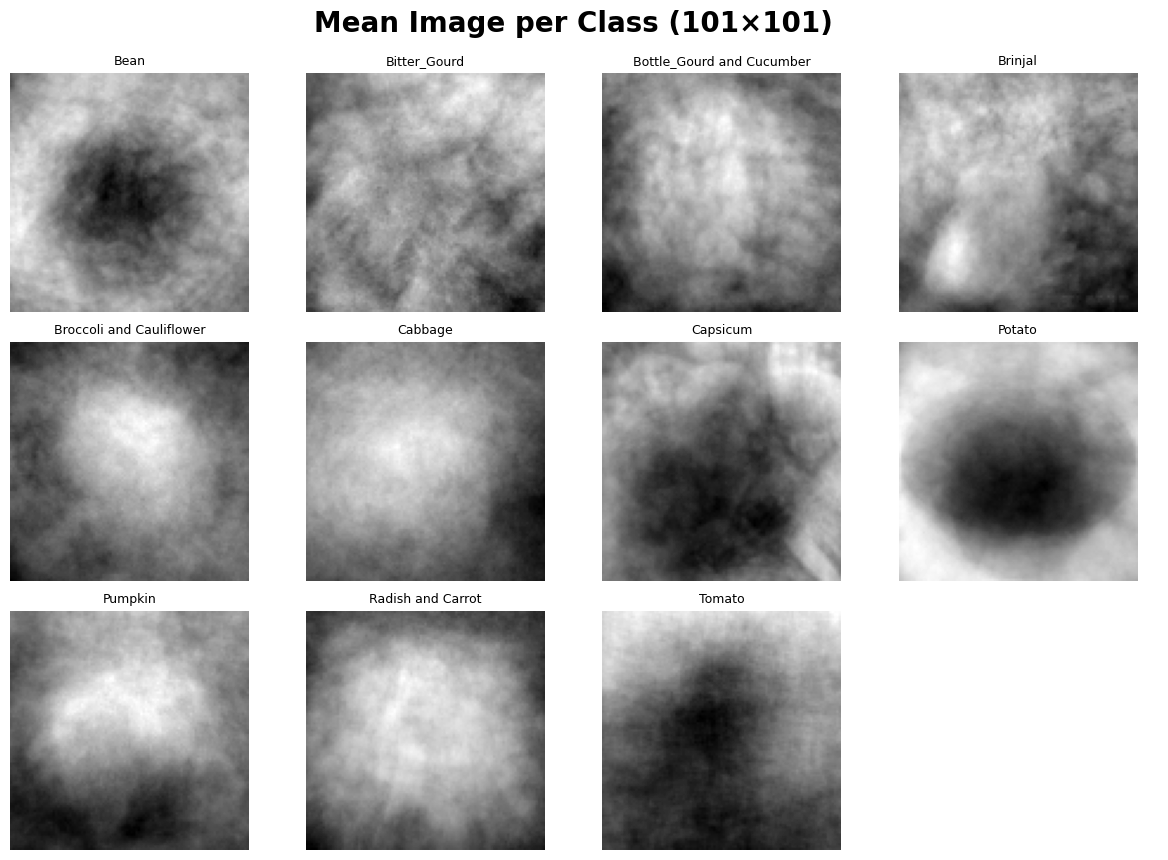 Mean Image per Class (101×101)
Bean
Bitter_Gourd
Bottle_Gourd and Cucumber
Brinjal
Broccoli and Cauliflower
Cabbage
Capsicum
Potato
Pumpkin
Radish and Carrot
Tomato